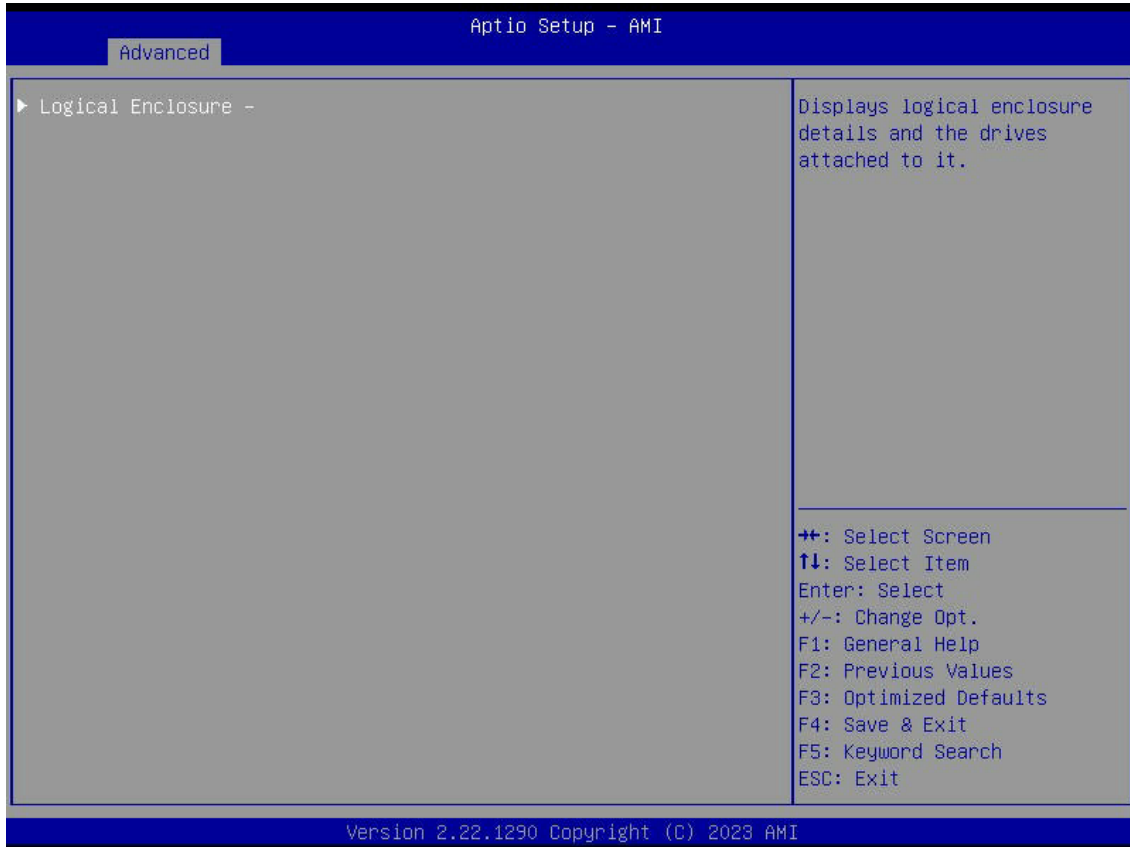 Aptio Setup – AMI
Advanced
▶ Logical Enclosure –
Displays logical enclosure
details and the drives
attached to it.
→←: Select Screen
↑↓: Select Item
Enter: Select
+/-: Change Opt.
F1: General Help
F2: Previous Values
F3: Optimized Defaults
F4: Save & Exit
F5: Keyword Search
ESC: Exit
Version 2.22.1290 Copyright (C) 2023 AMI